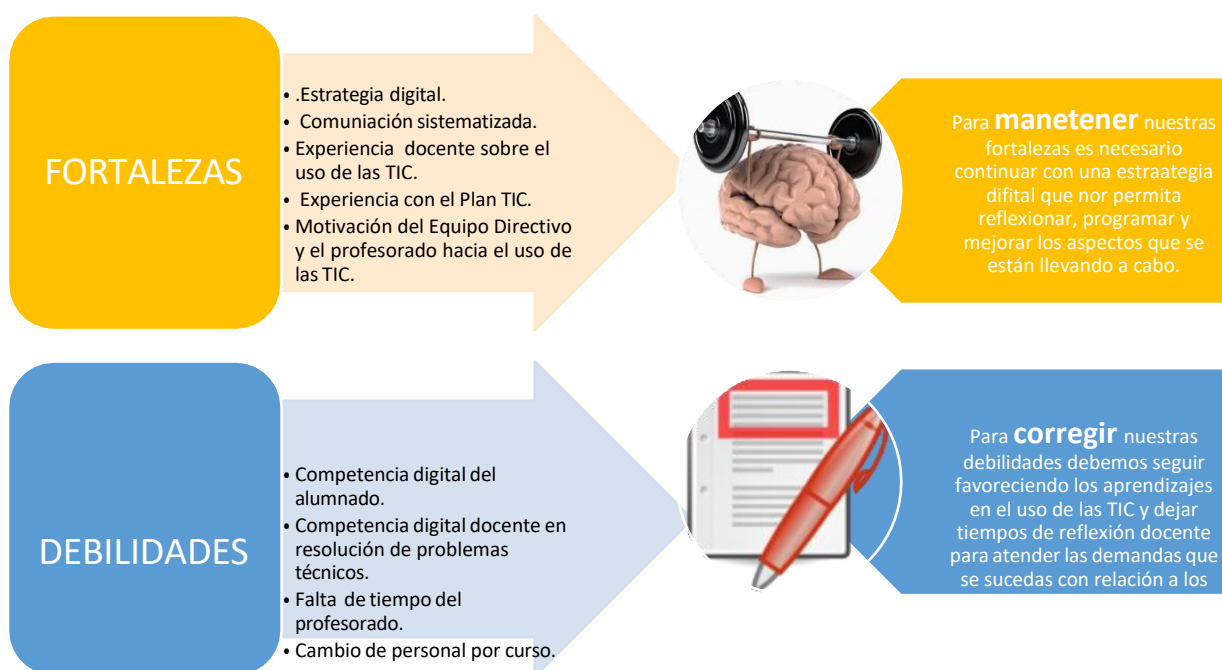 FORTALEZAS
• .Estrategia digital.
• Comuniación sistematizada.
• Experiencia docente sobre el
uso de las TIC.
• Experiencia con el Plan TIC.
• Motivación del Equipo Directivo
y el profesorado hacia el uso de
las TIC.
Para manetener nuestras
fortalezas es necesario
continuar con una estraategia
difital que nor permita
reflexionar, programar y
mejorar los aspectos que se
están llevando a cabo.
DEBILIDADES
• Competencia digital del
alumnado.
• Competencia digital docente en
resolución de problemas
técnicos.
• Falta de tiempo del
profesorado.
• Cambio de personal por curso.
Para corregir nuestras
debilidades debemos seguir
favoreciendo los aprendizajes
en el uso de las TIC y dejar
tiempos de reflexión docente
para atender las demandas que
se sucedas con relación a los